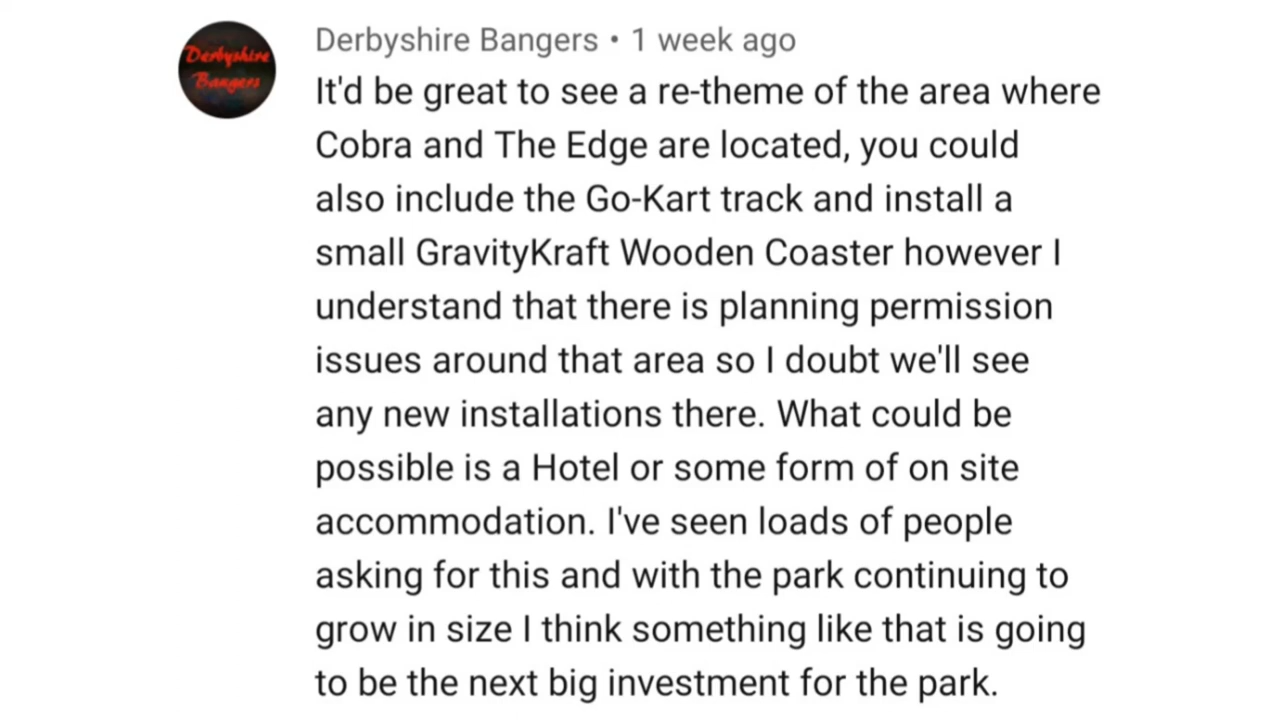 Derbyshire
Bangers
Derbyshire Bangers • 1 week ago
It'd be great to see a re-theme of the area where
Cobra and The Edge are located, you could
also include the Go-Kart track and install a
small GravityKraft Wooden Coaster however I
understand that there is planning permission
issues around that area so I doubt we'll see
any new installations there. What could be
possible is a Hotel or some form of on site
accommodation. I've seen loads of people
asking for this and with the park continuing to
grow in size I think something like that is going
to be the next big investment for the park.